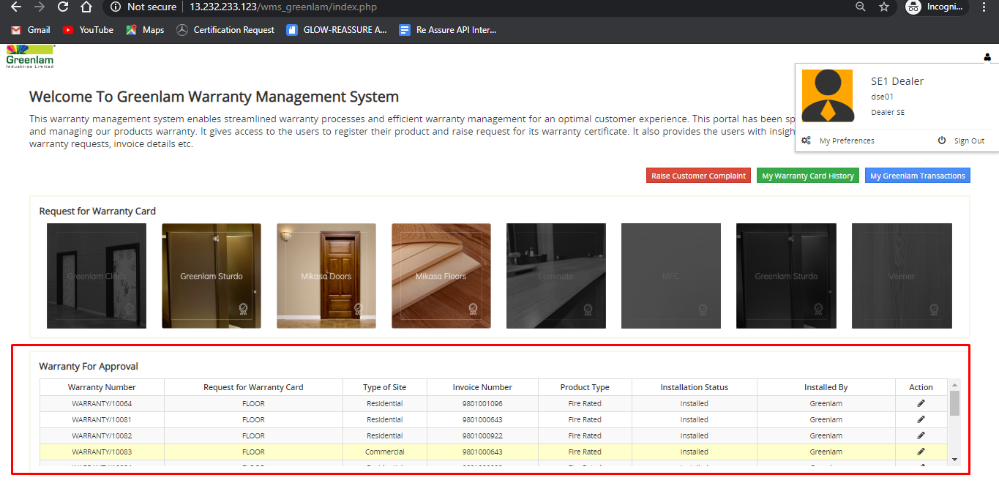 Not secure | 13.232.233.123/wms_greenlam/index.php
Incogni...
Gmail YouTube Maps Certification Request GLOW-REASSURE A... Re Assure API Inter...
Greenlam
Industries Limited
SE1 Dealer
dse01
Dealer SE
My Preferences Sign Out
Welcome To Greenlam Warranty Management System
This warranty management system enables streamlined warranty processes and efficient warranty management for an optimal customer experience. This portal has been sp
and managing our products warranty. It gives access to the users to register their product and raise request for its warranty certificate. It also provides the users with insigh
warranty requests, invoice details etc.
Raise Customer Complaint My Warranty Card History My Greenlam Transactions
Request for Warranty Card
Greenlam Clads Greenlam Sturdo Mikasa Doors Mikasa Floors Laminate MFC Greenlam Sturdo Veener
Warranty For Approval
Warranty Number Request for Warranty Card Type of Site Invoice Number Product Type Installation Status Installed By Action
WARRANTY/10064 FLOOR Residential 9801001096 Fire Rated Installed Greenlam
WARRANTY/10081 FLOOR Residential 9801000643 Fire Rated Installed Greenlam
WARRANTY/10082 FLOOR Residential 9801000922 Fire Rated Installed Greenlam
WARRANTY/10083 FLOOR Commercial 9801000643 Fire Rated Installed Greenlam